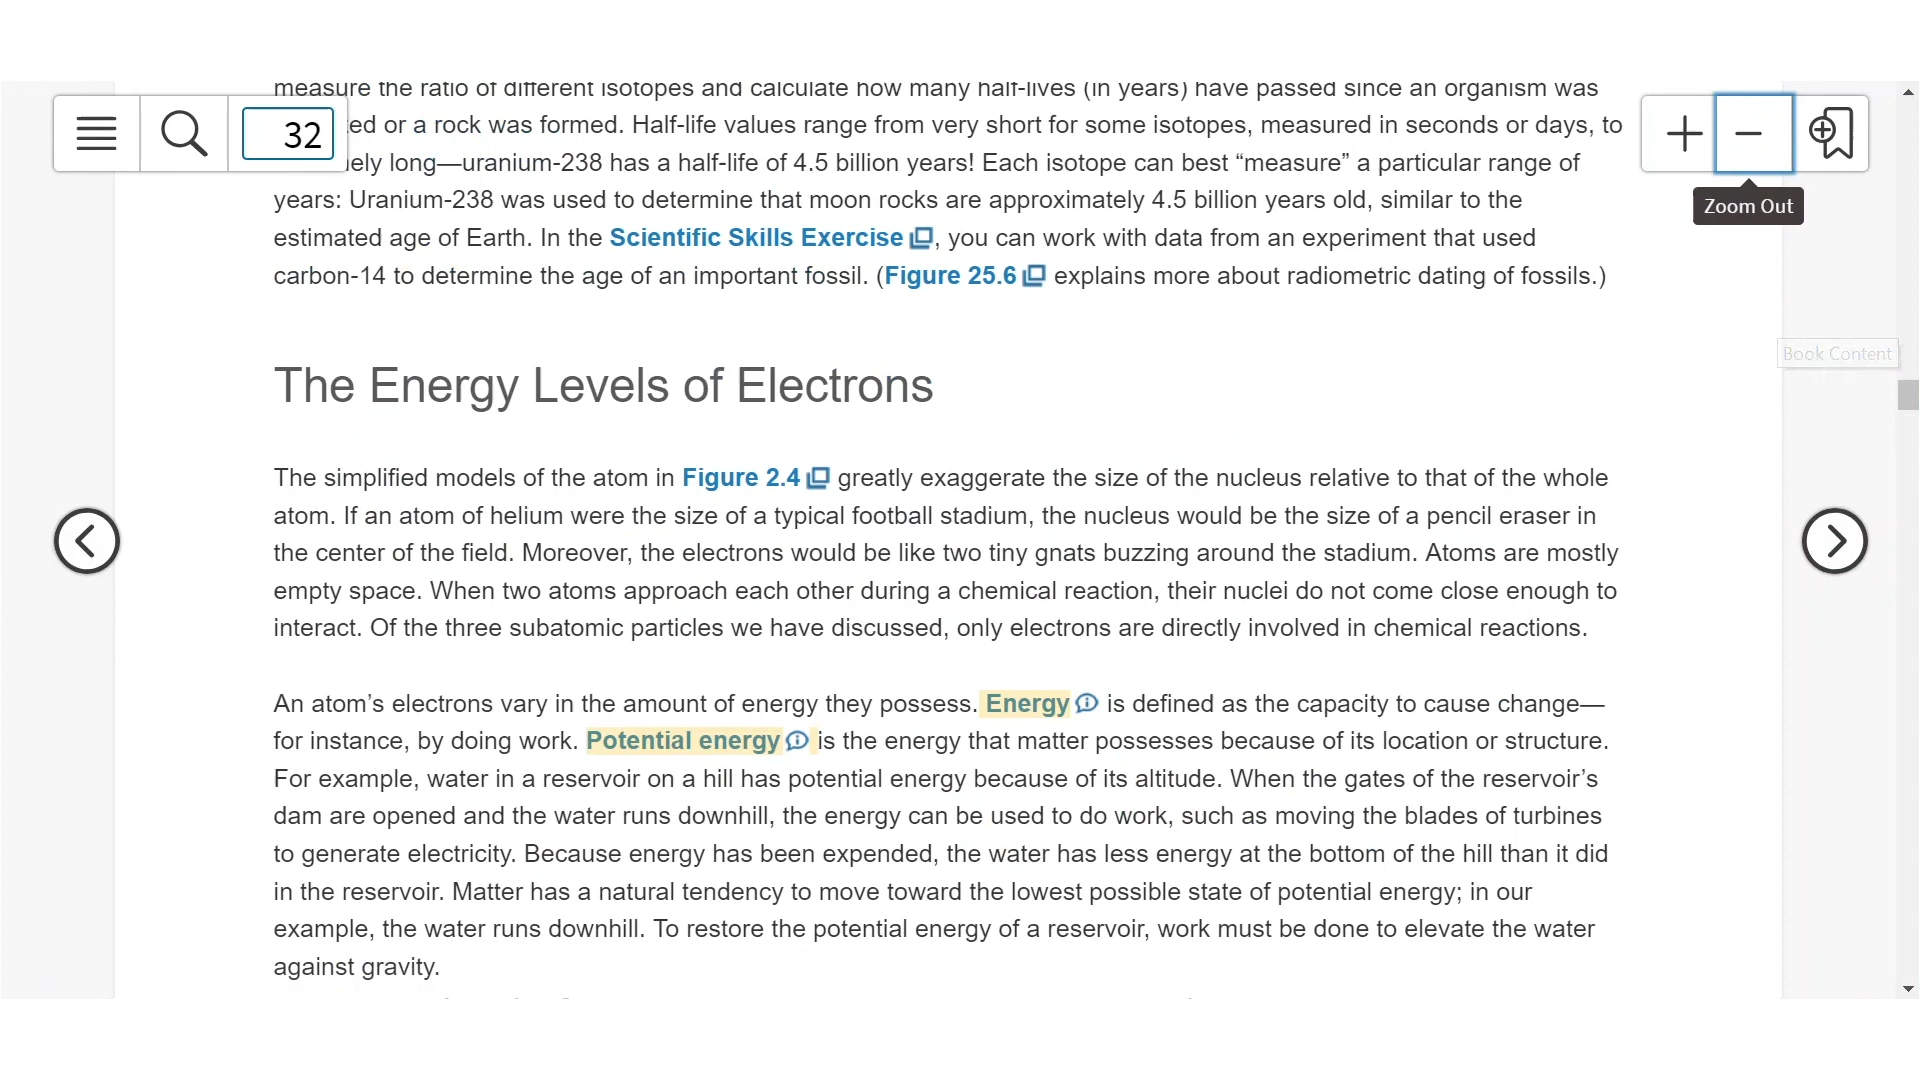 measure the ratio of different isotopes and calculate how many half-lives (in years) have passed since an organism was
32
ed or a rock was formed. Half-life values range from very short for some isotopes, measured in seconds or days, to
ely long—uranium-238 has a half-life of 4.5 billion years! Each isotope can best “measure” a particular range of
years: Uranium-238 was used to determine that moon rocks are approximately 4.5 billion years old, similar to the
Zoom Out
estimated age of Earth. In the Scientific Skills Exercise, you can work with data from an experiment that used
carbon-14 to determine the age of an important fossil. (Figure 25.6 explains more about radiometric dating of fossils.)
Book Content
The Energy Levels of Electrons
The simplified models of the atom in Figure 2.4 greatly exaggerate the size of the nucleus relative to that of the whole
atom. If an atom of helium were the size of a typical football stadium, the nucleus would be the size of a pencil eraser in
the center of the field. Moreover, the electrons would be like two tiny gnats buzzing around the stadium. Atoms are mostly
empty space. When two atoms approach each other during a chemical reaction, their nuclei do not come close enough to
interact. Of the three subatomic particles we have discussed, only electrons are directly involved in chemical reactions.
An atom’s electrons vary in the amount of energy they possess. Energy is defined as the capacity to cause change—
for instance, by doing work. Potential energy is the energy that matter possesses because of its location or structure.
For example, water in a reservoir on a hill has potential energy because of its altitude. When the gates of the reservoir’s
dam are opened and the water runs downhill, the energy can be used to do work, such as moving the blades of turbines
to generate electricity. Because energy has been expended, the water has less energy at the bottom of the hill than it did
in the reservoir. Matter has a natural tendency to move toward the lowest possible state of potential energy; in our
example, the water runs downhill. To restore the potential energy of a reservoir, work must be done to elevate the water
against gravity.